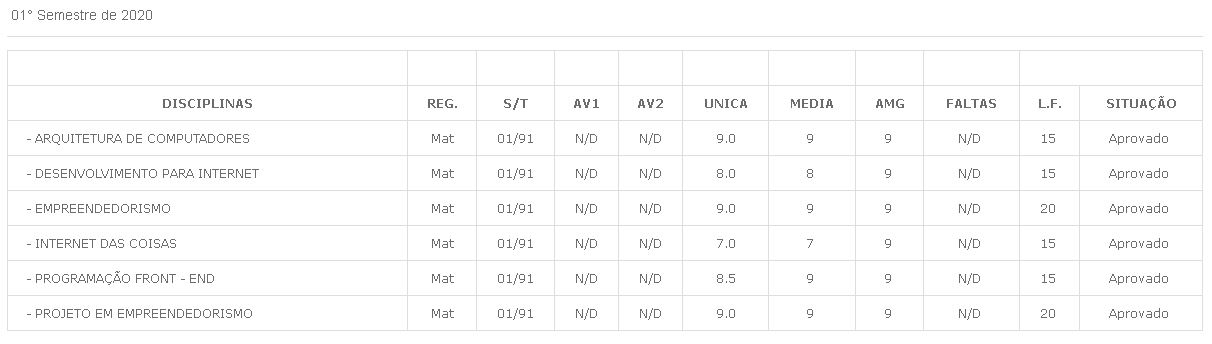 01° Semestre de 2020
DISCIPLINAS REG. S/T AV1 AV2 UNICA MEDIA AMG FALTAS L.F. SITUAÇÃO
- ARQUITETURA DE COMPUTADORES Mat 01/91 N/D N/D 9.0 9 9 N/D 15 Aprovado
- DESENVOLVIMENTO PARA INTERNET Mat 01/91 N/D N/D 8.0 8 9 N/D 15 Aprovado
- EMPREENDEDORISMO Mat 01/91 N/D N/D 9.0 9 9 N/D 20 Aprovado
- INTERNET DAS COISAS Mat 01/91 N/D N/D 7.0 7 9 N/D 15 Aprovado
- PROGRAMAÇÃO FRONT - END Mat 01/91 N/D N/D 8.5 9 9 N/D 15 Aprovado
- PROJETO EM EMPREENDEDORISMO Mat 01/91 N/D N/D 9.0 9 9 N/D 20 Aprovado